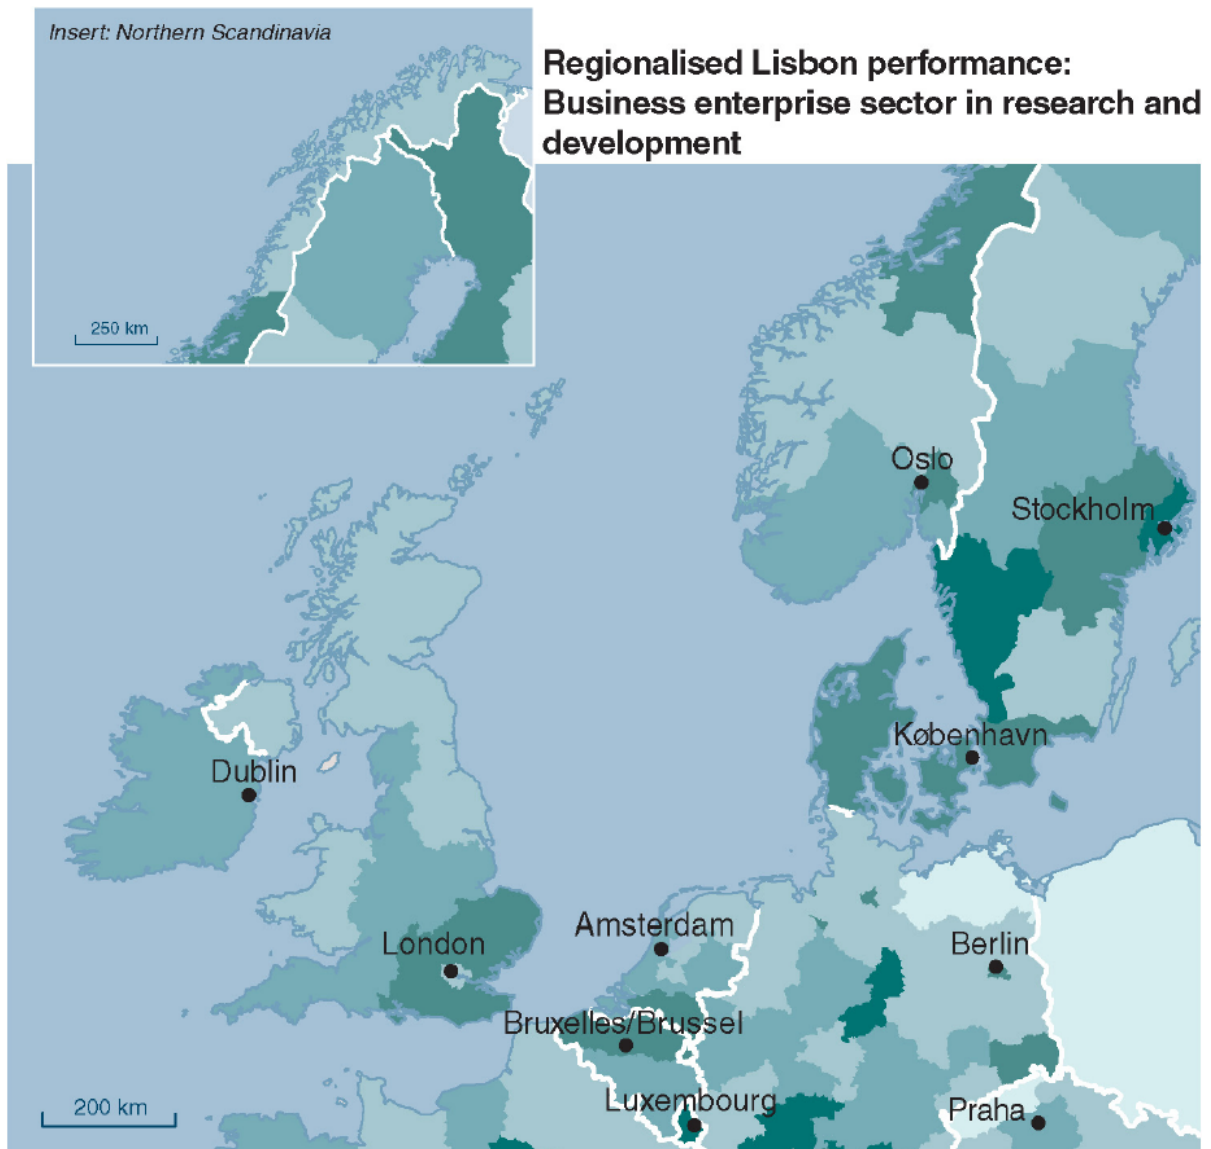 Insert: Northern Scandinavia
Regionalised Lisbon performance:
Business enterprise sector in research and
development
250 km
Oslo
Stockholm
København
Dublin
Amsterdam
London
Berlin
Bruxelles/Brussel
Luxembourg
200 km
Praha